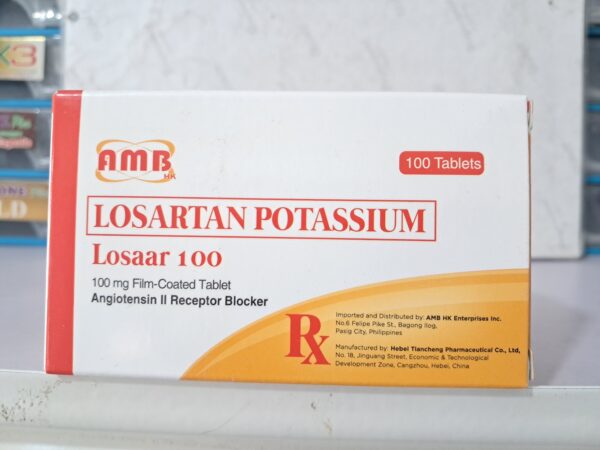 AMB
HK
100 Tablets
LOSARTAN POTASSIUM
Losaar 100
100 mg Film-Coated Tablet
Angiotensin II Receptor Blocker
Rx
Imported and Distributed by: AMB HK Enterprises Inc.
No.6 Felipe Pike St., Bagong Ilog,
Pasig City, Philippines
Manufactured by: Hebei Tiancheng Pharmaceutical Co., Ltd,
No. 18, Jinguang Street, Economic & Technological
Development Zone, Cangzhou, Hebei, China